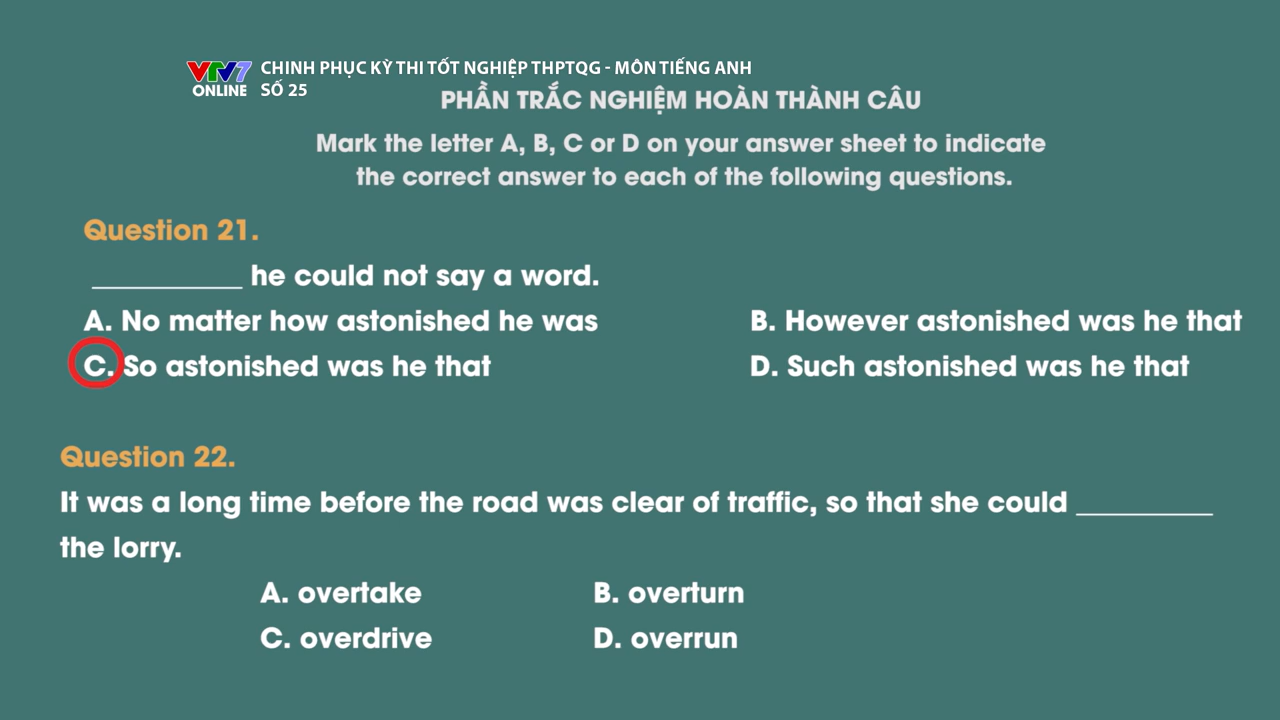 VTV7
ONLINE
CHINH PHỤC KỲ THI TỐT NGHIỆP THPTQG - MÔN TIẾNG ANH
SỐ 25
PHẦN TRẮC NGHIỆM HOÀN THÀNH CÂU
Mark the letter A, B, C or D on your answer sheet to indicate
the correct answer to each of the following questions.
Question 21.
__________ he could not say a word.
A. No matter how astonished he was B. However astonished was he that
C. So astonished was he that D. Such astonished was he that
Question 22.
It was a long time before the road was clear of traffic, so that she could _________
the lorry.
A. overtake B. overturn
C. overdrive D. overrun